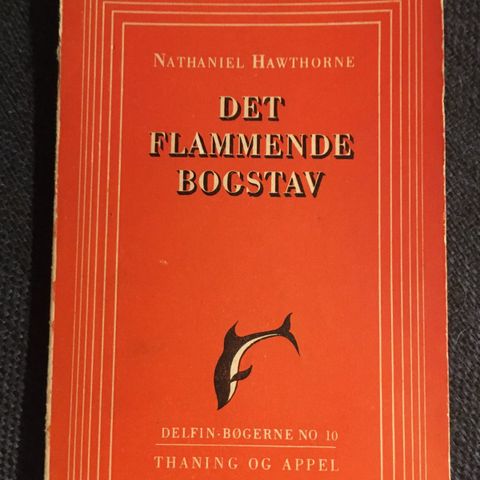 NATHANIEL HAWTHORNE
DET
FLAMMENDE
BOGSTAV
DELFIN-BØGERNE NO 10
THANING OG APPEL